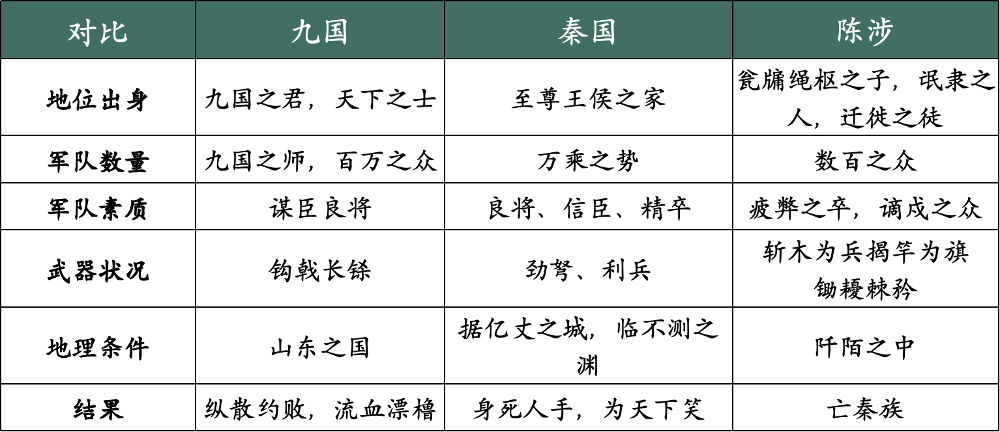 对比 九国 秦国 陈涉
地位出身 九国之君，天下之士 至尊王侯之家 瓮牖绳枢之子，氓隶之
人，迁徙之徒
军队数量 九国之师，百万之众 万乘之势 数百之众
军队素质 谋臣良将 良将、信臣、精卒 疲弊之卒，谪戍之众
武器状况 钩戟长铩 劲弩、利兵 斩木为兵揭竿为旗
锄耰棘矜
地理条件 山东之国 据亿丈之城，临不测之
渊 阡陌之中
结果 纵散约败，流血漂橹 身死人手，为天下笑 亡秦族